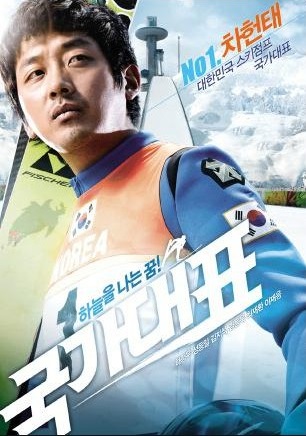 No1. 차헌태
대한민국 스키점프
국가대표
FISCHER
KOREA
1
하늘을 나는 꿈!
국가대표